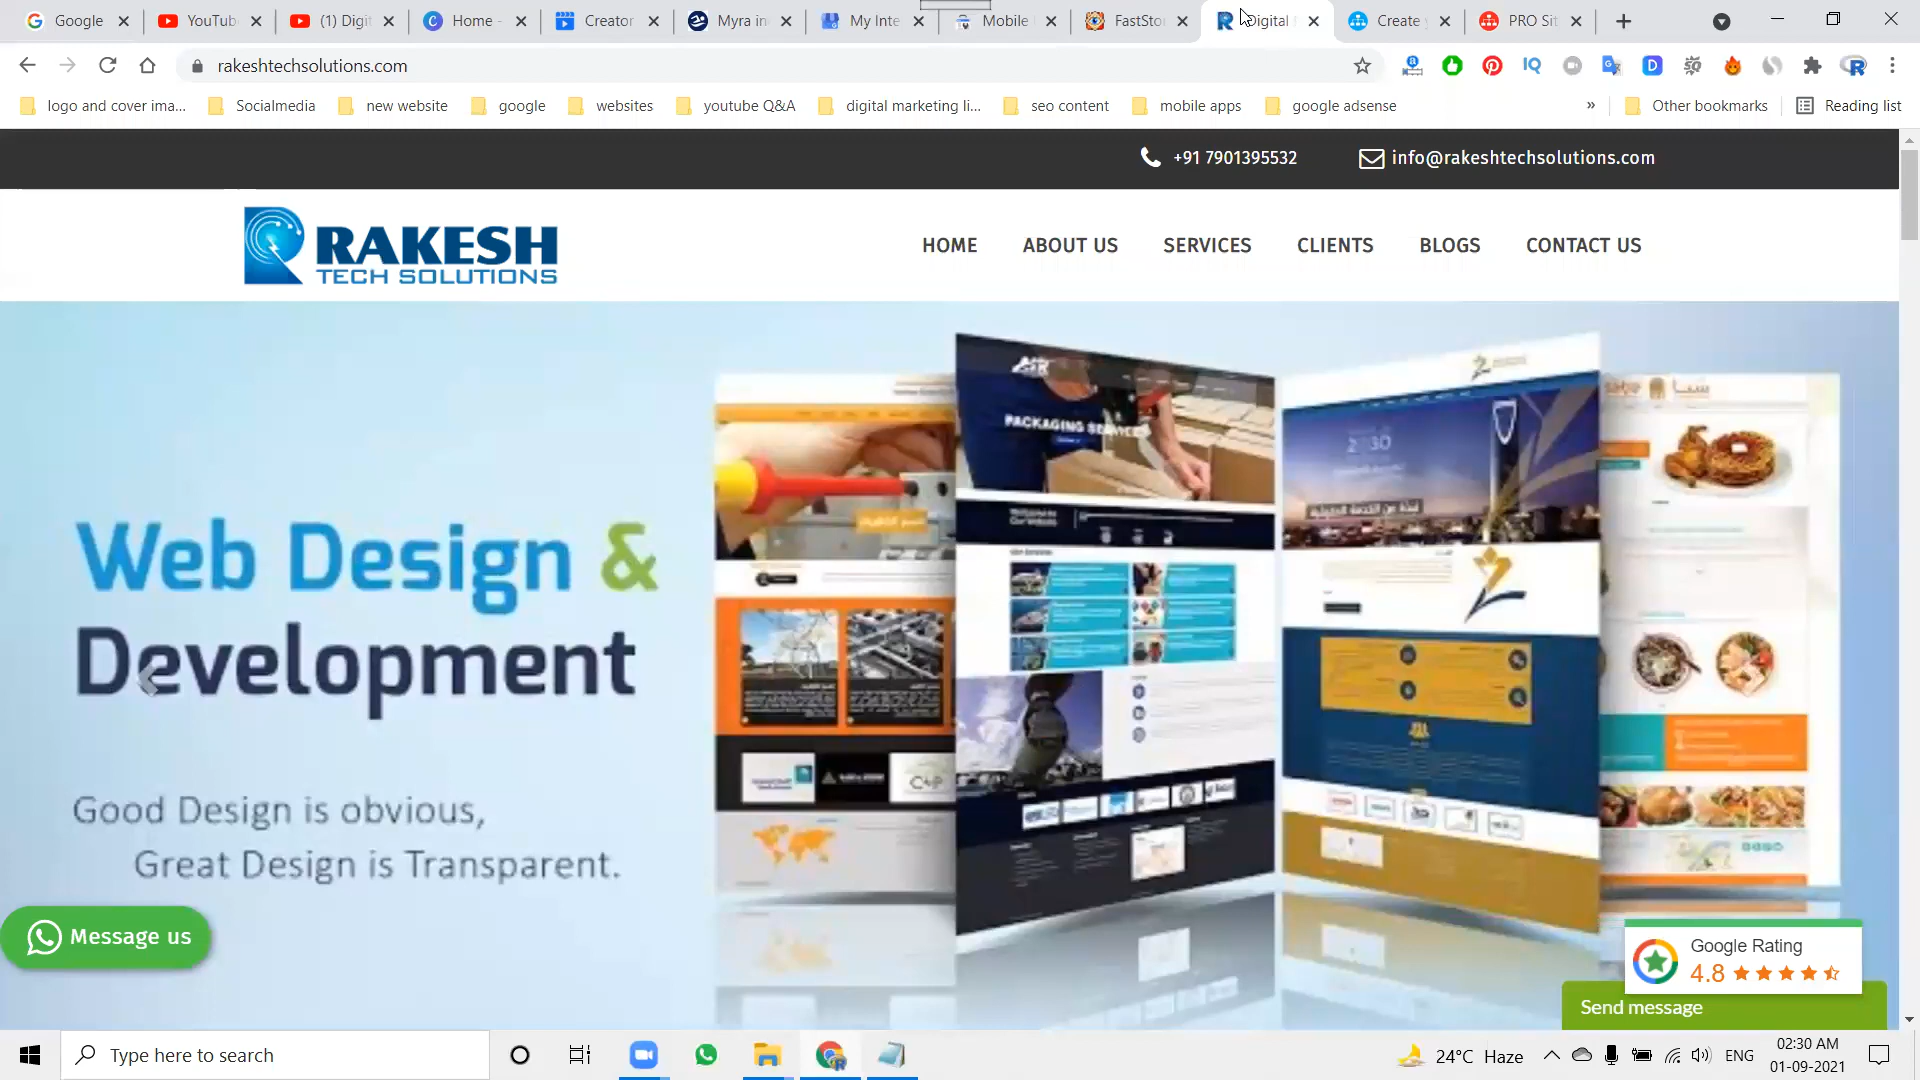 Google
YouTub
(1) Digit
Home -
Creator
Myra in
My Inte
Mobile
FastSto
Digital
Create y
PRO Sit
rakeshtechsolutions.com
logo and cover ima...
Socialmedia
new website
google
websites
youtube Q&A
digital marketing li...
seo content
mobile apps
google adsense
»
Other bookmarks
Reading list
+91 7901395532
info@rakeshtechsolutions.com
RAKESH
TECH SOLUTIONS
HOME
ABOUT US
SERVICES
CLIENTS
BLOGS
CONTACT US
PACKAGING SERVICES
Web Design &
Development
Good Design is obvious,
Great Design is Transparent.
Message us
Google Rating
4.8
Send message
Type here to search
24°C Haze
ENG
02:30 AM
01-09-2021